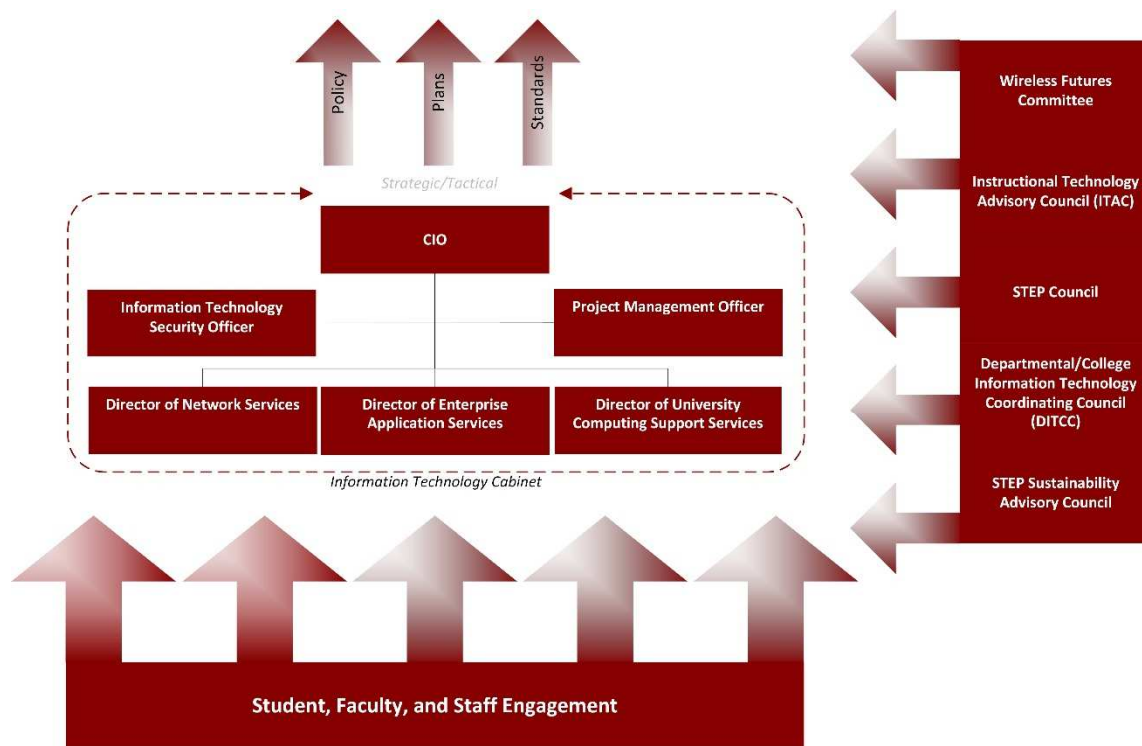 Policy
Plans
Standards
Strategic/Tactical
CIO
Information Technology
Security Officer
Project Management Officer
Director of Network Services
Director of Enterprise
Application Services
Director of University
Computing Support Services
Information Technology Cabinet
Wireless Futures
Committee
Instructional Technology
Advisory Council (ITAC)
STEP Council
Departmental/College
Information Technology
Coordinating Council
(DITCC)
STEP Sustainability
Advisory Council
Student, Faculty, and Staff Engagement